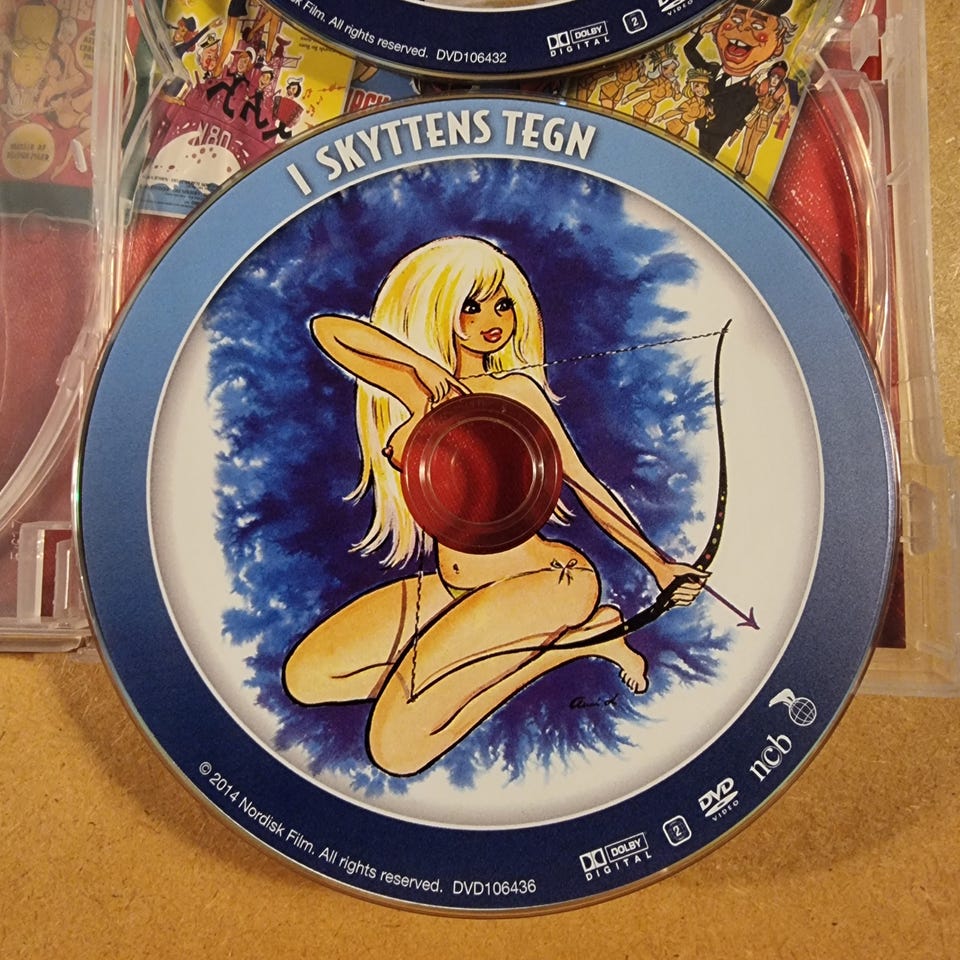 Film. All rights reserved. DVD106432
DOLBY
DIGITAL
2
VIDEO
I SKYTTENS TEGN
© 2014 Nordisk Film. All rights reserved. DVD106436
DOLBY
DIGITAL
2
DVD
VIDEO
ncb